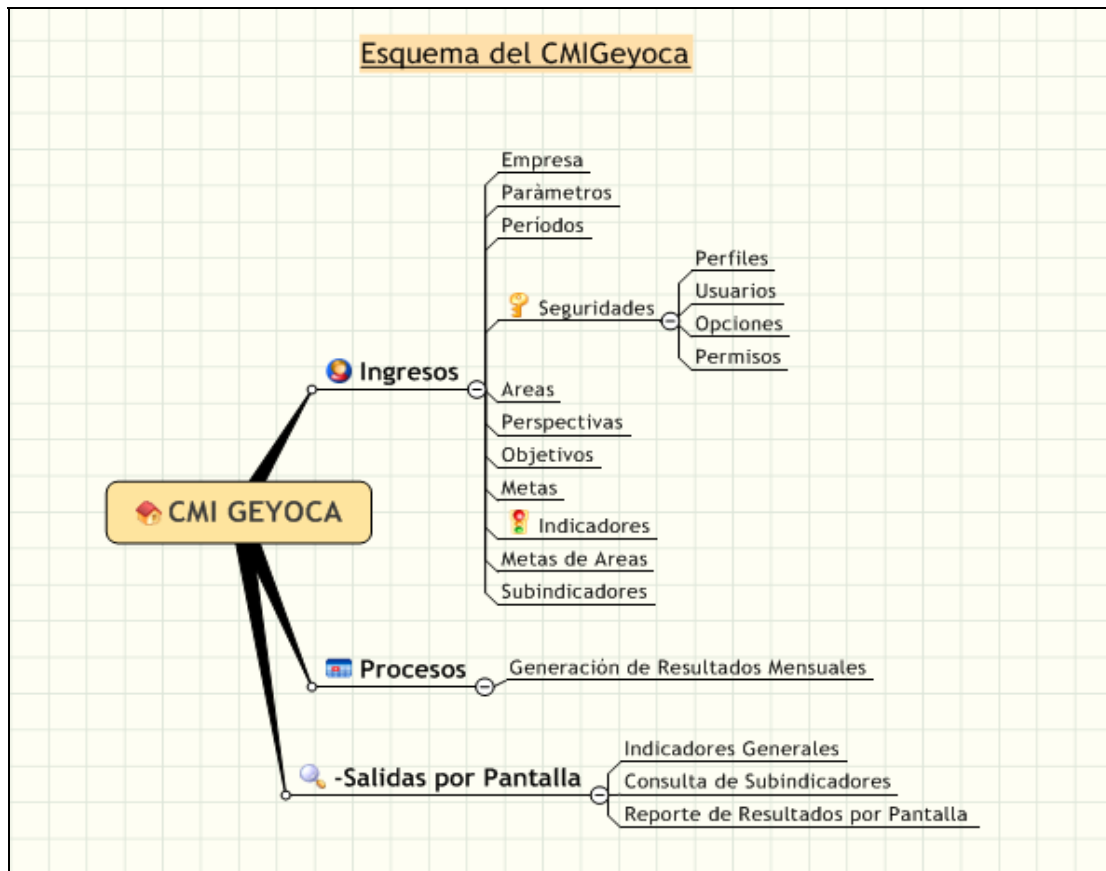 Esquema del CMIGeyoca
Empresa
Paràmetros
Períodos
Seguridades
Perfiles
Usuarios
Opciones
Permisos
Ingresos
Areas
Perspectivas
Objetivos
Metas
Indicadores
Metas de Areas
Subindicadores
CMI GEYOCA
Procesos
Generación de Resultados Mensuales
-Salidas por Pantalla
Indicadores Generales
Consulta de Subindicadores
Reporte de Resultados por Pantalla